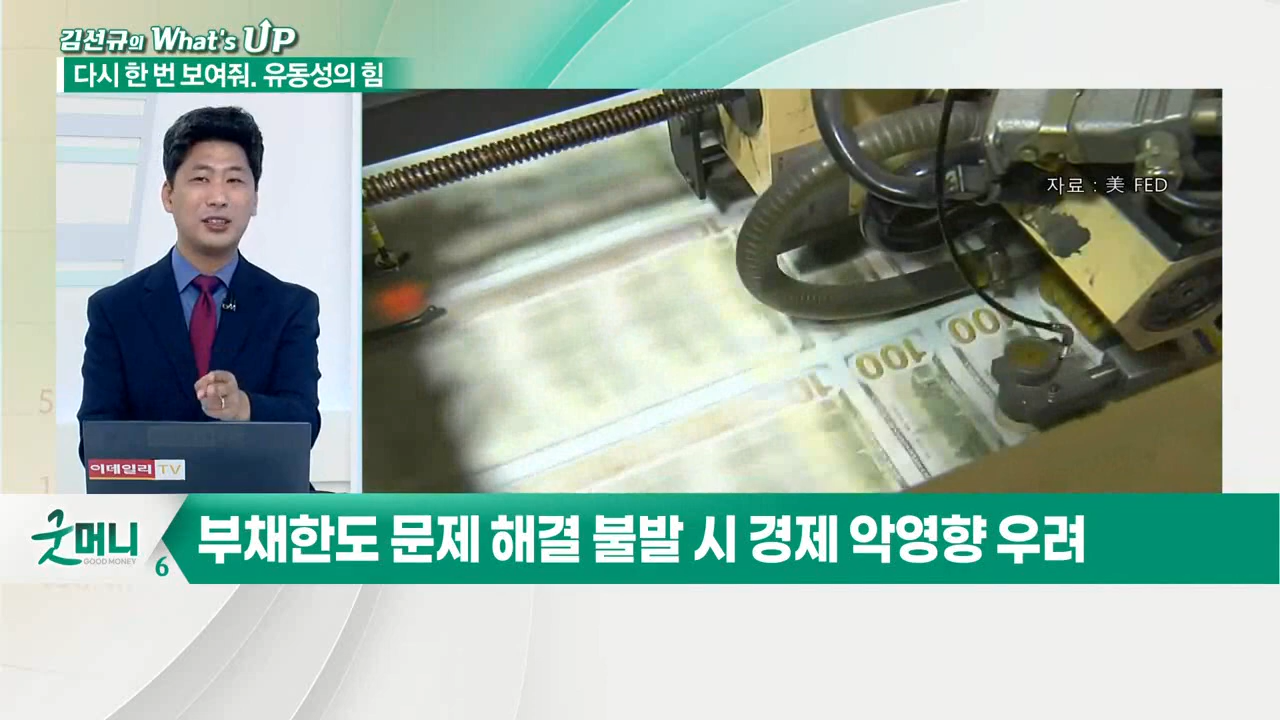 김선규의 What's UP
다시 한 번 보여줘. 유동성의 힘
자료 : 美 FED
100
100
이데일리 TV
굿머니
GOOD MONEY
6
부채한도 문제 해결 불발 시 경제 악영향 우려